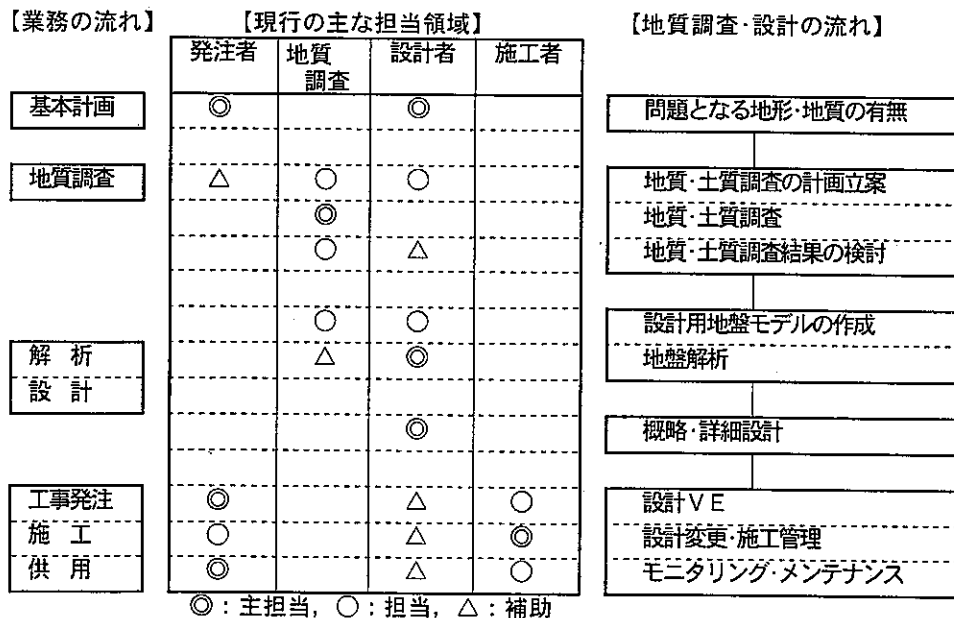 【業務の流れ】 【現行の主な担当領域】 【地質調査・設計の流れ】
発注者 地質調査 設計者 施工者
基本計画 ◎ ◎ 問題となる地形・地質の有無
地質調査 △ ○ ○ 地質・土質調査の計画立案
◎ 地質・土質調査
○ △ 地質・土質調査結果の検討
○ ○ 設計用地盤モデルの作成
解 析 △ ◎ 地盤解析
設 計
◎ 概略・詳細設計
工事発注 ◎ △ ○ 設計VE
施 工 ○ △ ◎ 設計変更・施工管理
供 用 ◎ △ ○ モニタリング・メンテナンス
◎：主担当，○：担当，△：補助